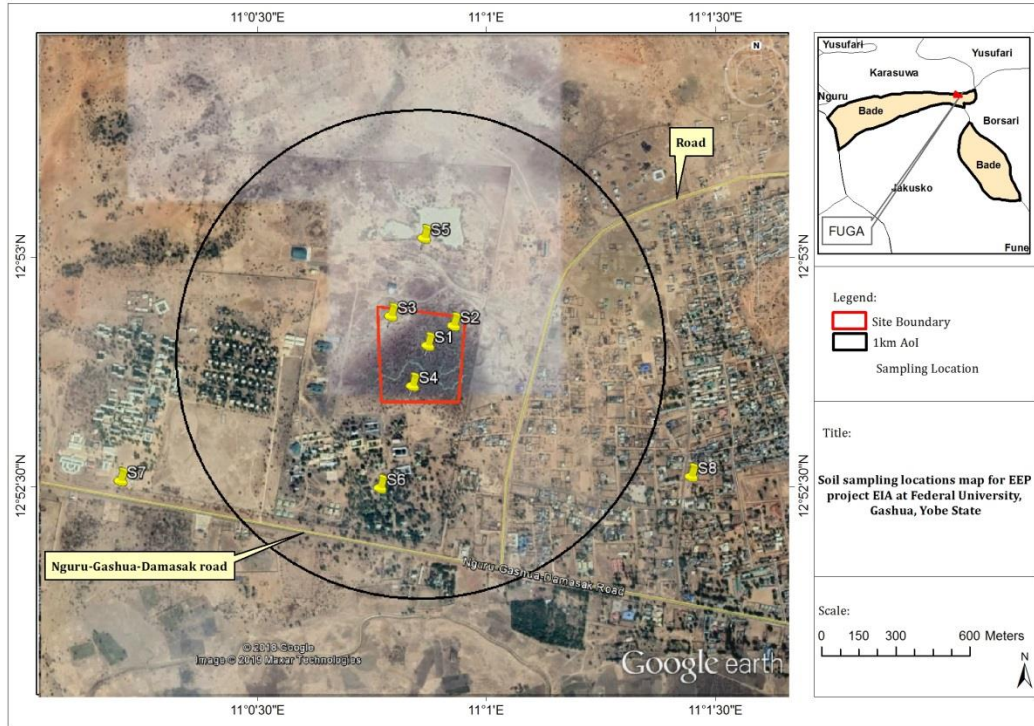 11°0'30"E
11°1'E
11°1'30"E
12°53'N
12°52'30"N
N
Road
S5
S3
S2
S1
S4
S7
S6
S8
Nguru-Gashua-Damasak road
Nguru-Gashua-Damasak Road
© 2018 Google
Image © 2019 Maxar Technologies
Google earth
12°53'N
12°52'30"N
11°0'30"E
11°1'E
11°1'30"E
Yusufari
Yusufari
Karasuwa
Nguru
Bade
Borsari
Bade
Jakusko
FUGA
Fune
Legend:
Site Boundary
1km AoI
Sampling Location
Title:
Soil sampling locations map for EEP
project EIA at Federal University,
Gashua, Yobe State
Scale:
0 150 300 600 Meters
N